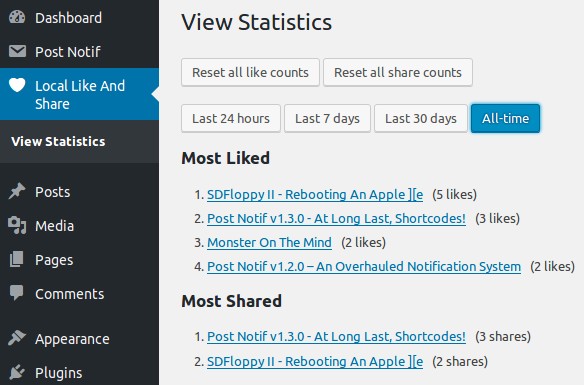 Dashboard
Post Notif
Local Like And
Share
View Statistics
Posts
Media
Pages
Comments
Appearance
Plugins
View Statistics
Reset all like counts Reset all share counts
Last 24 hours Last 7 days Last 30 days All-time
Most Liked
1. SDFloppy II - Rebooting An Apple ][e (5 likes)
2. Post Notif v1.3.0 - At Long Last, Shortcodes! (3 likes)
3. Monster On The Mind (2 likes)
4. Post Notif v1.2.0 – An Overhauled Notification System (2 likes)
Most Shared
1. Post Notif v1.3.0 - At Long Last, Shortcodes! (3 shares)
2. SDFloppy II - Rebooting An Apple ][e (2 shares)